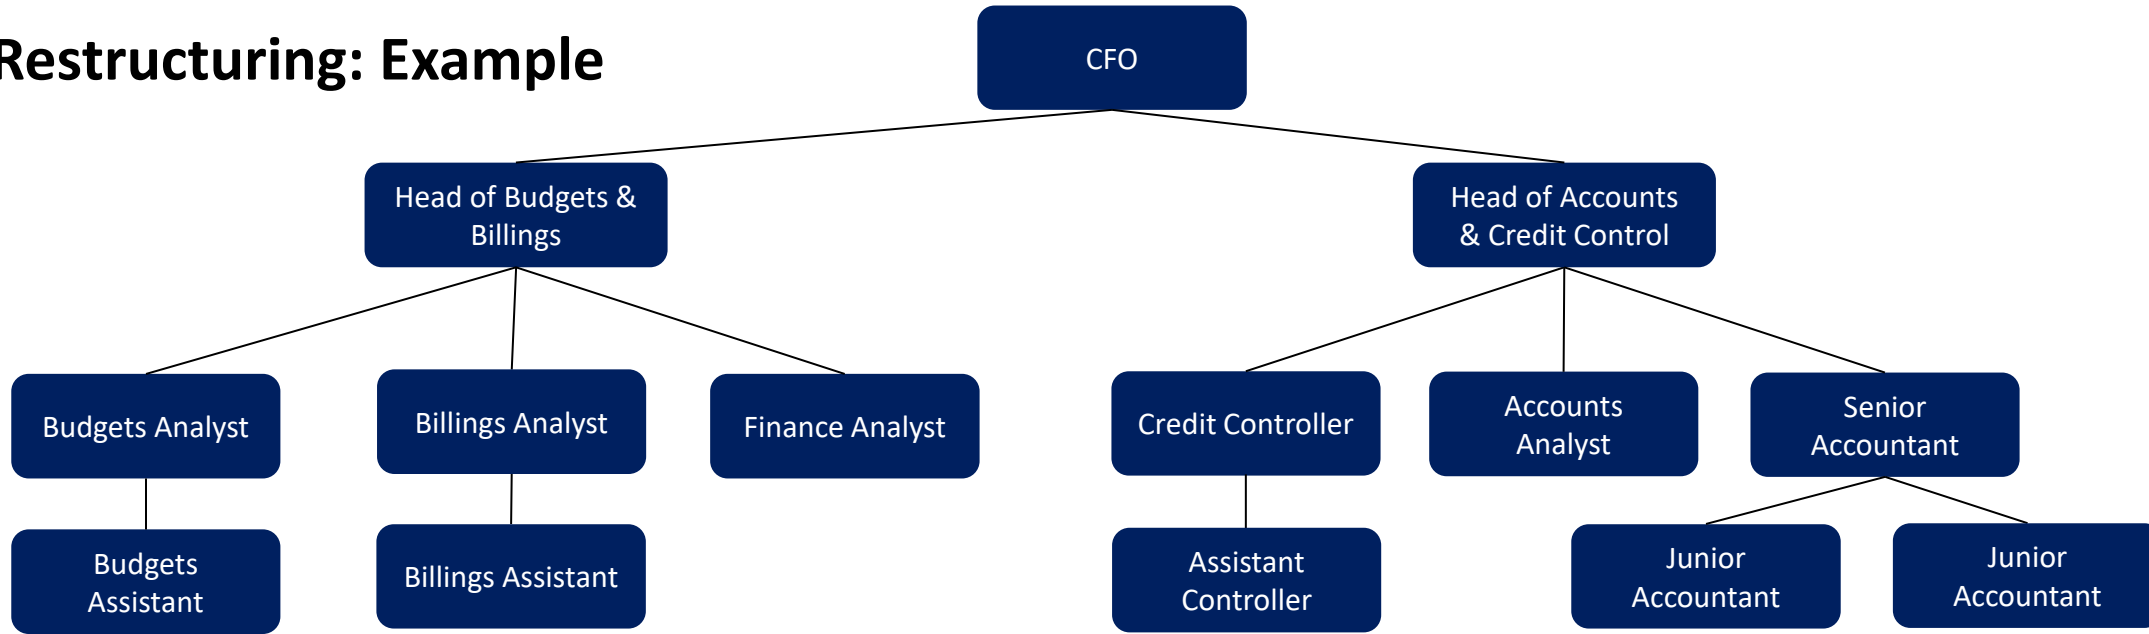 Restructuring: Example
CFO
Head of Budgets &
Billings
Head of Accounts
& Credit Control
Budgets Analyst
Billings Analyst
Finance Analyst
Credit Controller
Accounts
Analyst
Senior
Accountant
Budgets
Assistant
Billings Assistant
Assistant
Controller
Junior
Accountant
Junior
Accountant